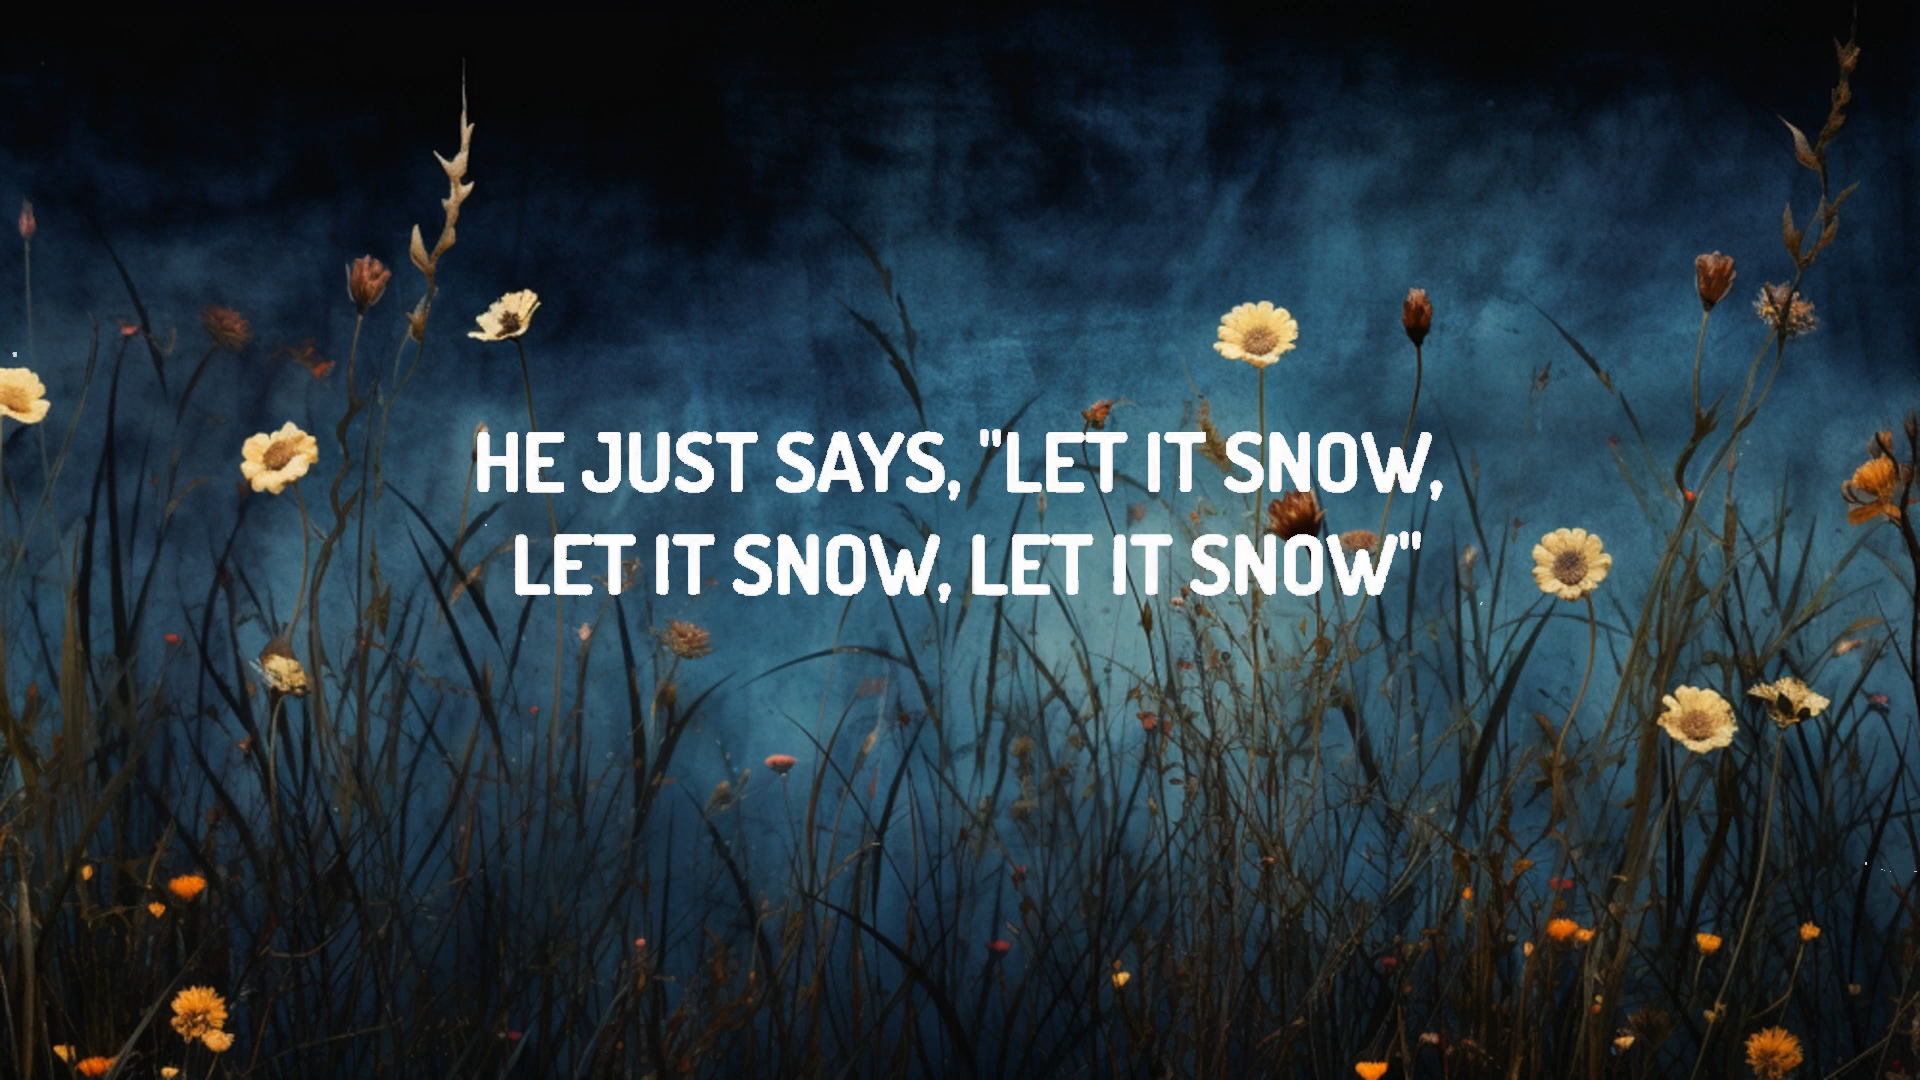 HE JUST SAYS, "LET IT SNOW,
LET IT SNOW, LET IT SNOW"